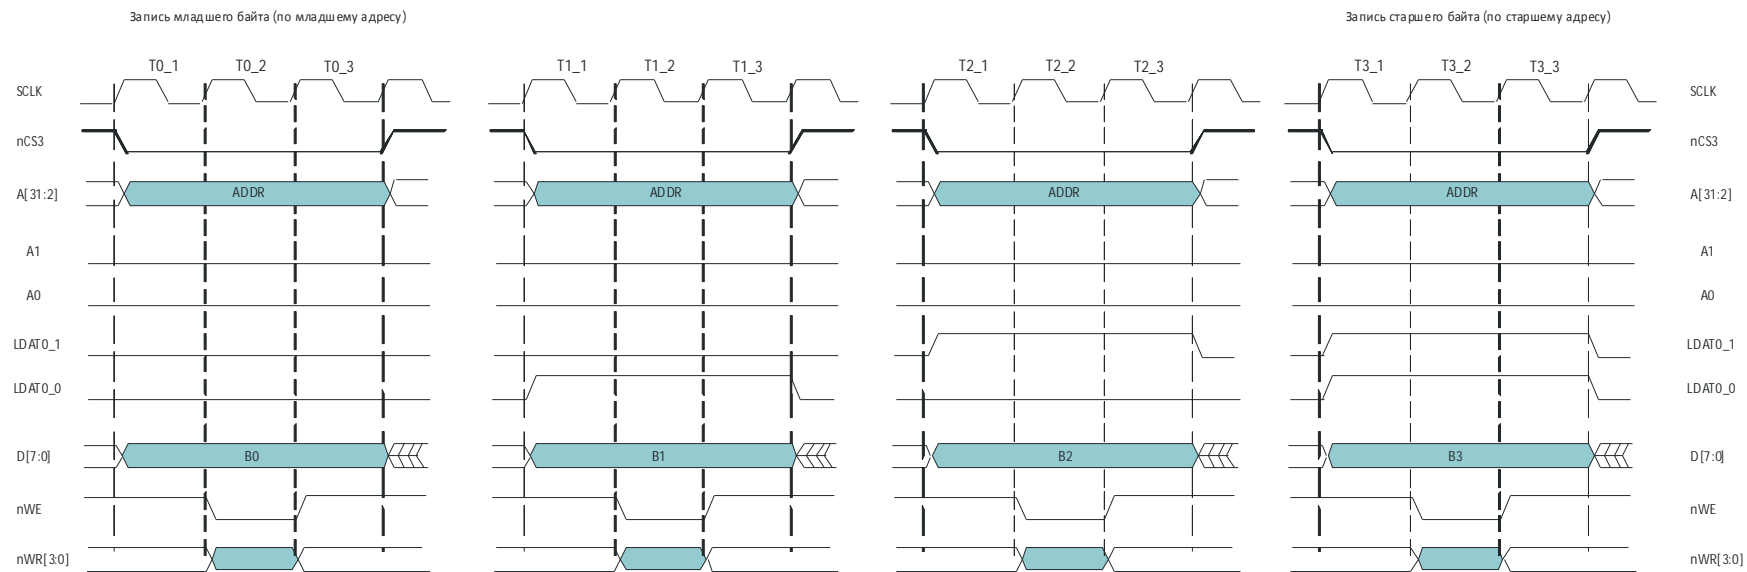 Запись младшего байта (по младшему адресу)
Запись старшего байта (по старшему адресу)
T0_1 T0_2 T0_3 T1_1 T1_2 T1_3 T2_1 T2_2 T2_3 T3_1 T3_2 T3_3
SCLK SCLK
nCS3 nCS3
A[31:2] ADDR ADDR ADDR ADDR A[31:2]
A1 A1
A0 A0
LDAT0_1 LDAT0_1
LDAT0_0 LDAT0_0
D[7:0] B0 B1 B2 B3 D[7:0]
nWE nWE
nWR[3:0] nWR[3:0]